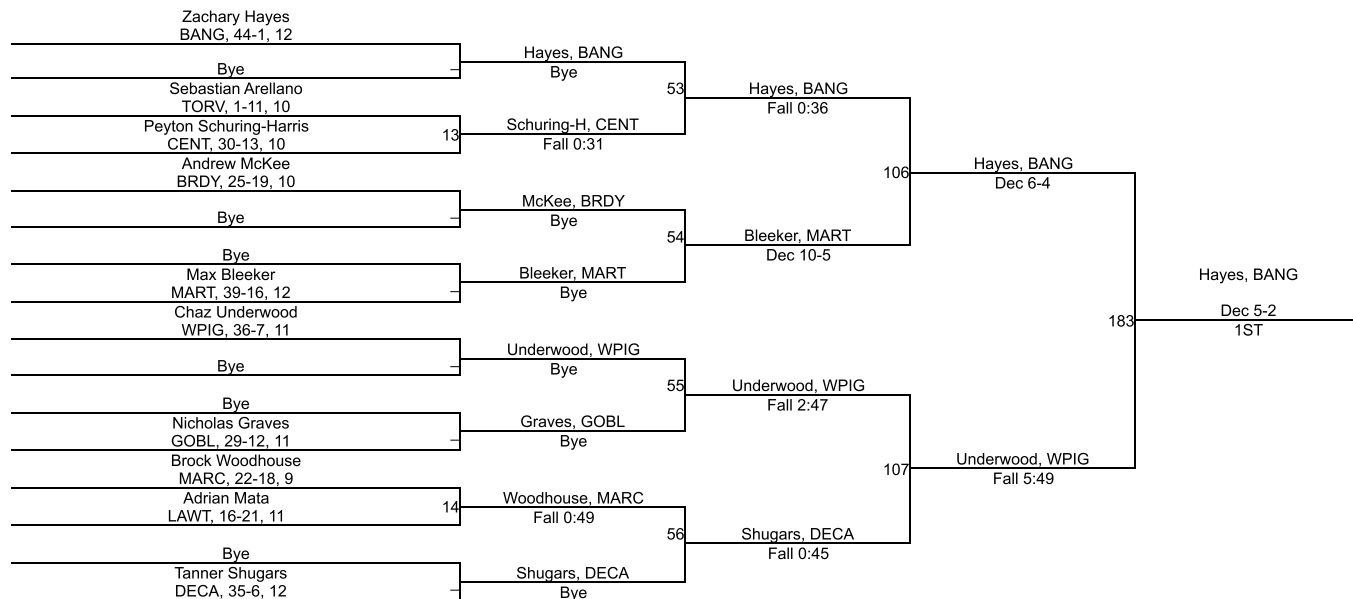 Zachary Hayes
BANG, 44-1, 12
Bye
Sebastian Arellano
TORV, 1-11, 10
Peyton Schuring-Harris
CENT, 30-13, 10
Andrew McKee
BRDY, 25-19, 10
Bye
Bye
Max Bleeker
MART, 39-16, 12
Chaz Underwood
WPIG, 36-7, 11
Bye
Bye
Nicholas Graves
GOBL, 29-12, 11
Brock Woodhouse
MARC, 22-18, 9
Adrian Mata
LAWT, 16-21, 11
Bye
Tanner Shugars
DECA, 35-6, 12
–
13
–
–
–
–
14
–
Hayes, BANG
Bye
Schuring-H, CENT
Fall 0:31
McKee, BRDY
Bye
Bleeker, MART
Bye
Underwood, WPIG
Bye
Graves, GOBL
Bye
Woodhouse, MARC
Fall 0:49
Shugars, DECA
Bye
53
54
55
56
Hayes, BANG
Fall 0:36
Bleeker, MART
Dec 10-5
Underwood, WPIG
Fall 2:47
Shugars, DECA
Fall 0:45
106
107
Hayes, BANG
Dec 6-4
Underwood, WPIG
Fall 5:49
183
Hayes, BANG
Dec 5-2
1ST